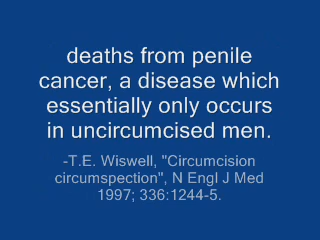 deaths from penile
cancer, a disease which
essentially only occurs
in uncircumcised men.
-T.E. Wiswell, "Circumcision
circumspection", N Engl J Med
1997; 336:1244-5.